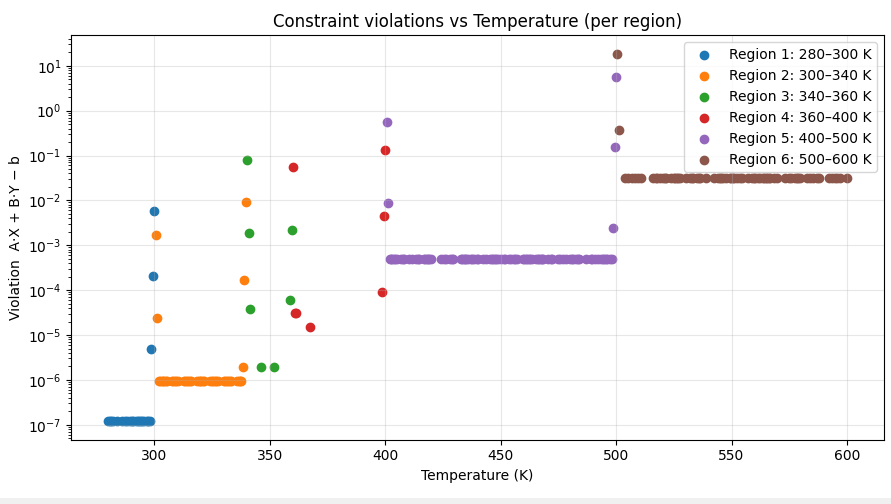 Constraint violations vs Temperature (per region)
Violation A·X + B·Y − b
10¹
10⁰
10⁻¹
10⁻²
10⁻³
10⁻⁴
10⁻⁵
10⁻⁶
10⁻⁷
Region 1: 280–300 K
Region 2: 300–340 K
Region 3: 340–360 K
Region 4: 360–400 K
Region 5: 400–500 K
Region 6: 500–600 K
300 350 400 450 500 550 600
Temperature (K)